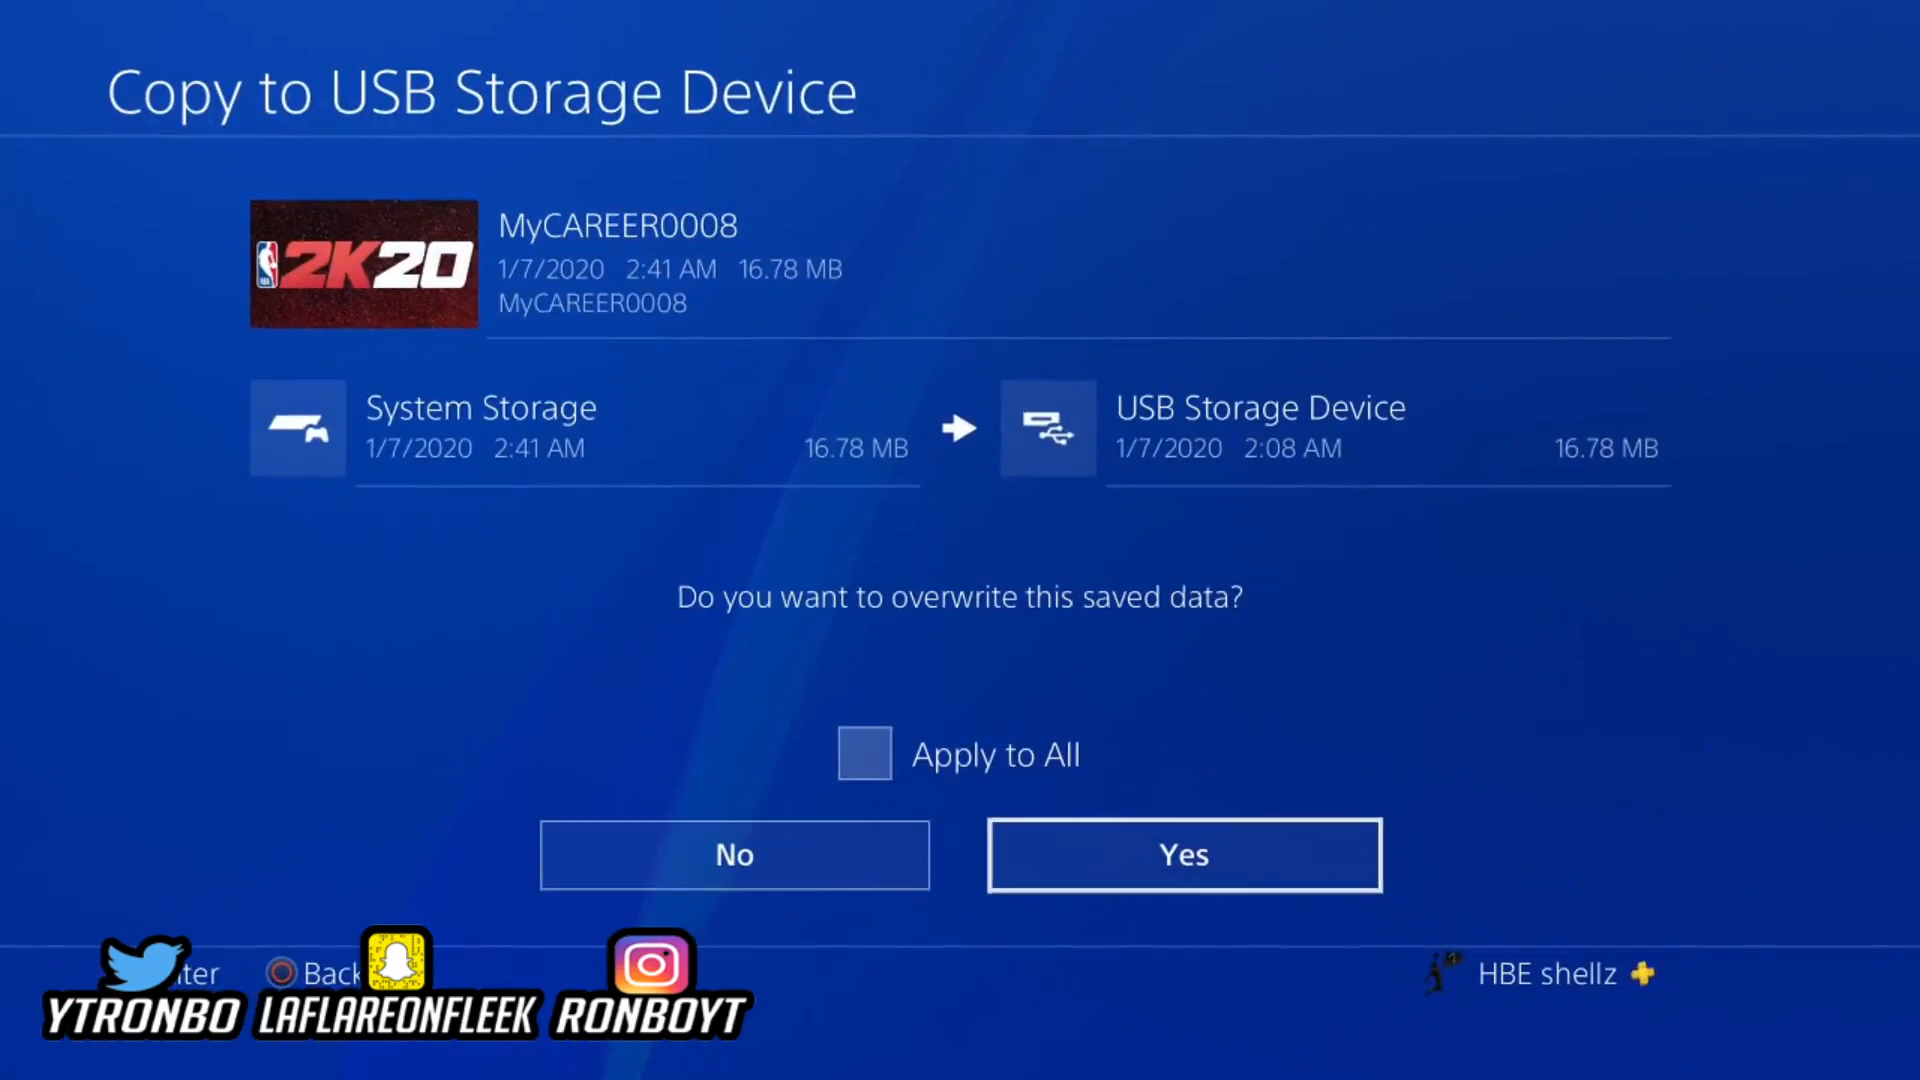 Copy to USB Storage Device
NBA 2K20
MyCAREER0008
1/7/2020 2:41 AM 16.78 MB
MyCAREER0008
System Storage
1/7/2020 2:41 AM 16.78 MB
USB Storage Device
1/7/2020 2:08 AM 16.78 MB
Do you want to overwrite this saved data?
Apply to All
No
Yes
Back
HBE shellz
YTRONBO
LAFLAREONFLEEK
RONBOYT